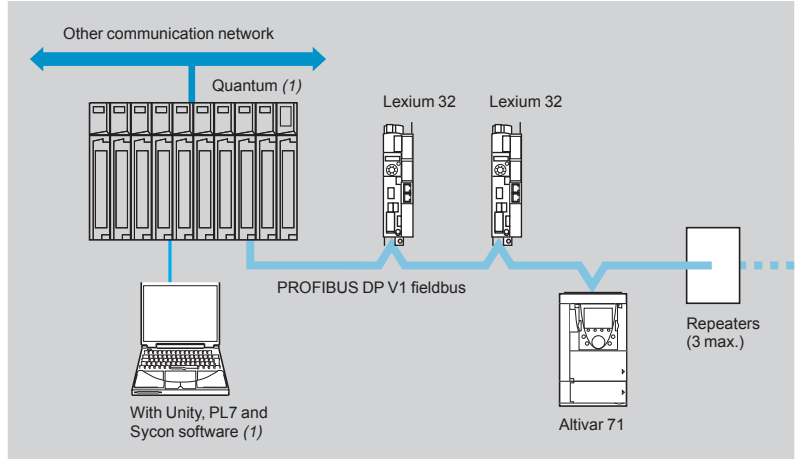 Other communication network
Quantum (1)
Lexium 32
Lexium 32
PROFIBUS DP V1 fieldbus
Repeaters
(3 max.)
With Unity, PL7 and
Sycon software (1)
Altivar 71